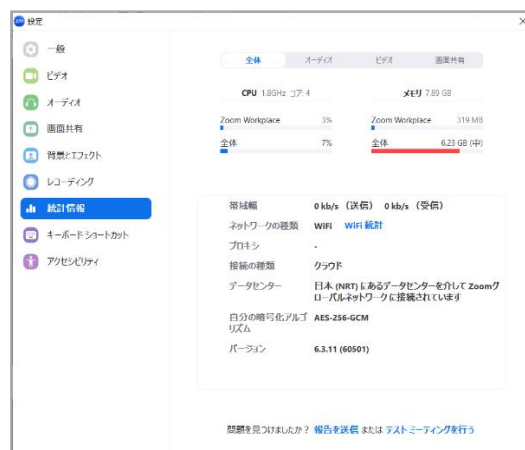 設定
一般
ビデオ
オーディオ
画面共有
背景とエフェクト
レコーディング
統計情報
キーボード ショートカット
アクセシビリティ
全体 オーディオ ビデオ 画面共有
CPU 1.8GHz コア: 4 メモリ 7.89 GB
Zoom Workplace 3% Zoom Workplace 319 MB
全体 7% 全体 6.23 GB (中)
帯域幅 0 kb/s （送信） 0 kb/s （受信）
ネットワークの種類 WiFi WiFi 統計
プロキシ -
接続の種類 クラウド
データセンター 日本 (NRT) にあるデータセンターを介して Zoomグ
ローバルネットワークに接続されています
自分の暗号化アルゴ AES-256-GCM
リズム
バージョン 6.3.11 (60501)
問題を見つけましたか？ 報告を送信 または テストミーティングを行う